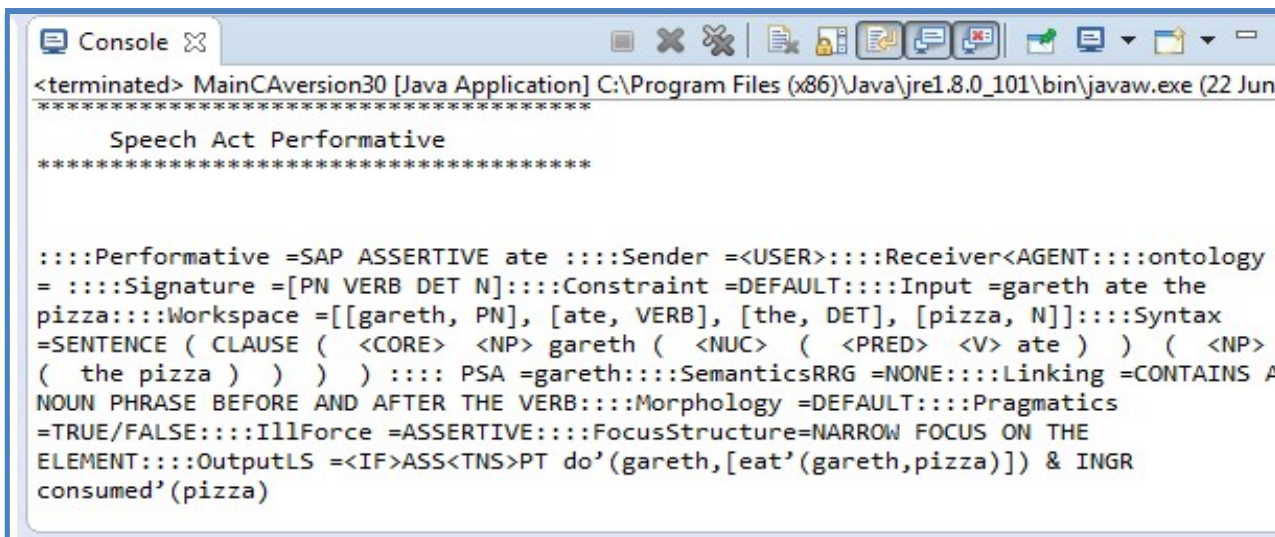 Console
<terminated> MainCAversion30 [Java Application] C:\Program Files (x86)\Java\jre1.8.0_101\bin\javaw.exe (22 Jun
**************************************
Speech Act Performative
**************************************
::::Performative =SAP ASSERTIVE ate ::::Sender =<USER>::::Receiver<AGENT::::ontology
= ::::Signature =[PN VERB DET N]::::Constraint =DEFAULT::::Input =gareth ate the
pizza::::Workspace =[[gareth, PN], [ate, VERB], [the, DET], [pizza, N]]::::Syntax
=SENTENCE ( CLAUSE (  <CORE>  <NP> gareth (  <NUC>  (  <PRED>  <V> ate )  )  (  <NP>
(  the pizza )  )  )  ) :::: PSA =gareth::::SemanticsRRG =NONE::::Linking =CONTAINS A
NOUN PHRASE BEFORE AND AFTER THE VERB::::Morphology =DEFAULT::::Pragmatics
=TRUE/FALSE::::IllForce =ASSERTIVE::::FocusStructure=NARROW FOCUS ON THE
ELEMENT::::OutputLS =<IF>ASS<TNS>PT do’(gareth,[eat’(gareth,pizza)]) & INGR
consumed’(pizza)